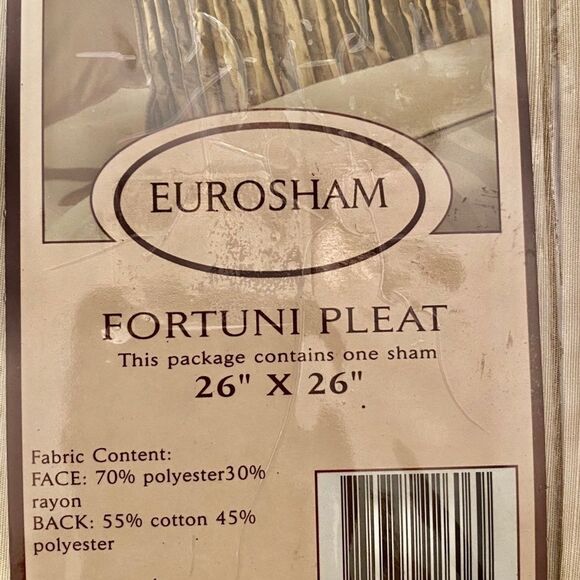 EUROSHAM
FORTUNI PLEAT
This package contains one sham
26" X 26"
Fabric Content:
FACE: 70% polyester30%
rayon
BACK: 55% cotton 45%
polyester